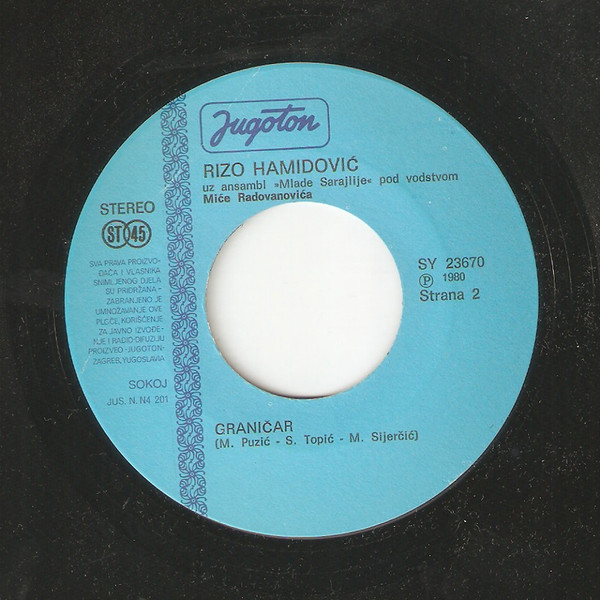 Jugoton
RIZO HAMIDOVIĆ
uz ansambl »Mlade Sarajlije« pod vodstvom
Miće Radovanovića
STEREO
ST 45
SVA PRAVA PROIZVO-
ĐAČA I VLASNIKA
SNIMLJENOG DJELA
SU PRIDRŽANA -
ZABRANJENO JE
UMNOŽAVANJE OVE
PLOČE, KORIŠĆENJE
ZA JAVNO IZVOĐE-
NJE I RADIO DIFUZIJU
PROIZVEO »JUGOTON«
ZAGREB, YUGOSLAVIA
SOKOJ
JUS. N. N4 201
SY 23670
Ⓟ 1980
Strana 2
GRANIČAR
(M. Puzić - S. Topić - M. Sijerčić)